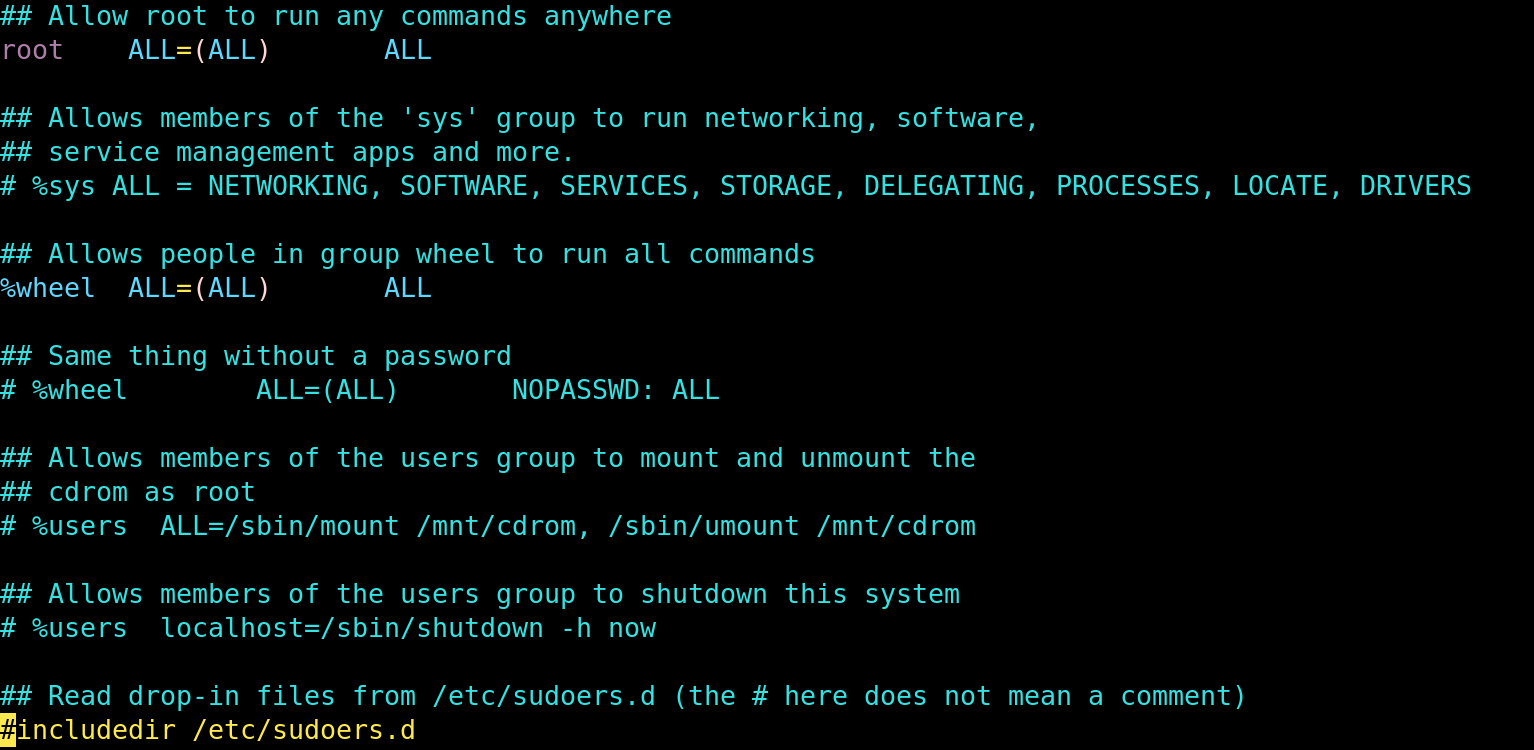 ## Allow root to run any commands anywhere
root    ALL=(ALL)       ALL
## Allows members of the 'sys' group to run networking, software,
## service management apps and more.
# %sys ALL = NETWORKING, SOFTWARE, SERVICES, STORAGE, DELEGATING, PROCESSES, LOCATE, DRIVERS
## Allows people in group wheel to run all commands
%wheel  ALL=(ALL)       ALL
## Same thing without a password
# %wheel        ALL=(ALL)       NOPASSWD: ALL
## Allows members of the users group to mount and unmount the
## cdrom as root
# %users  ALL=/sbin/mount /mnt/cdrom, /sbin/umount /mnt/cdrom
## Allows members of the users group to shutdown this system
# %users  localhost=/sbin/shutdown -h now
## Read drop-in files from /etc/sudoers.d (the # here does not mean a comment)
#includedir /etc/sudoers.d